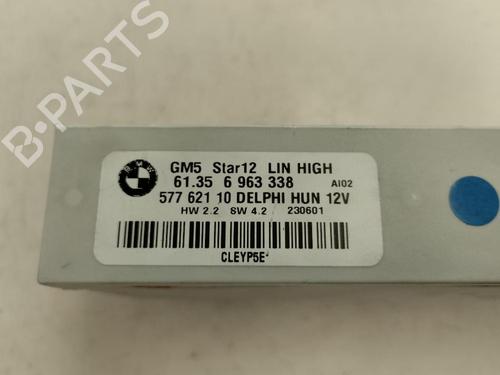 B-PARTS
BMW
GM5 Star12 LIN HIGH
61.35 6 963 338 AI02
577 621 10 DELPHI HUN 12V
HW 2.2 SW 4.2 230601
CLEYP5E